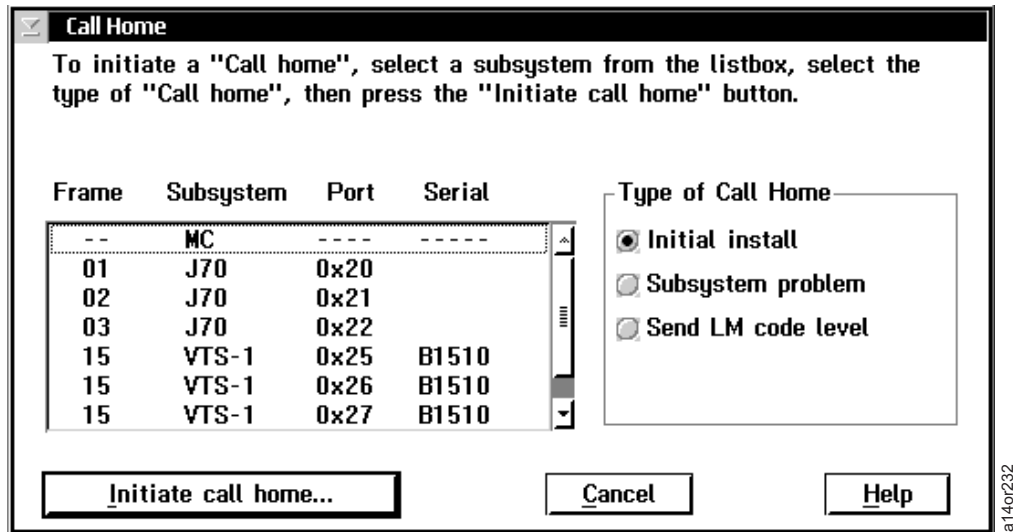 Call Home
To initiate a "Call home", select a subsystem from the listbox, select the
type of "Call home", then press the "Initiate call home" button.
Frame Subsystem Port Serial
-- MC ---- -----
01 J70 0x20
02 J70 0x21
03 J70 0x22
15 VTS-1 0x25 B1510
15 VTS-1 0x26 B1510
15 VTS-1 0x27 B1510
Type of Call Home
Initial install
Subsystem problem
Send LM code level
Initiate call home...
Cancel
Help
a14or232